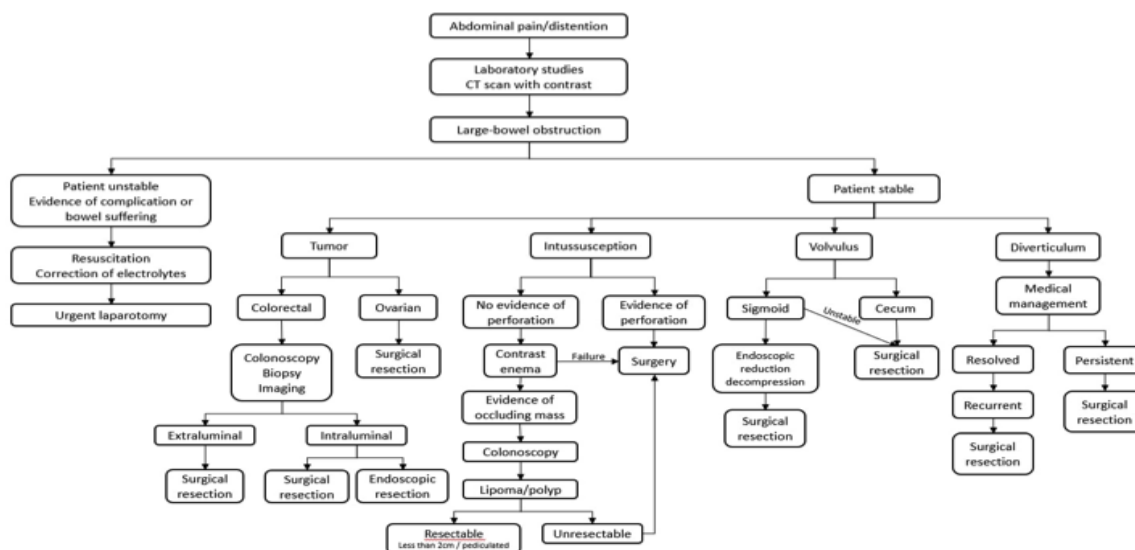 Abdominal pain/distention
Laboratory studies
CT scan with contrast
Large-bowel obstruction
Patient unstable
Evidence of complication or
bowel suffering
Patient stable
Resuscitation
Correction of electrolytes
Urgent laparotomy
Tumor
Intussusception
Volvulus
Diverticulum
Colorectal
Ovarian
No evidence of
perforation
Evidence of
perforation
Sigmoid
Unstable
Cecum
Medical
management
Colonoscopy
Biopsy
Imaging
Surgical
resection
Contrast
enema
Failure
Surgery
Endoscopic
reduction
decompression
Surgical
resection
Resolved
Persistent
Evidence of
occluding mass
Surgical
resection
Recurrent
Surgical
resection
Extraluminal
Intraluminal
Colonoscopy
Surgical
resection
Surgical
resection
Surgical
resection
Endoscopic
resection
Lipoma/polyp
Resectable
Less than 2cm / pediculated
Unresectable